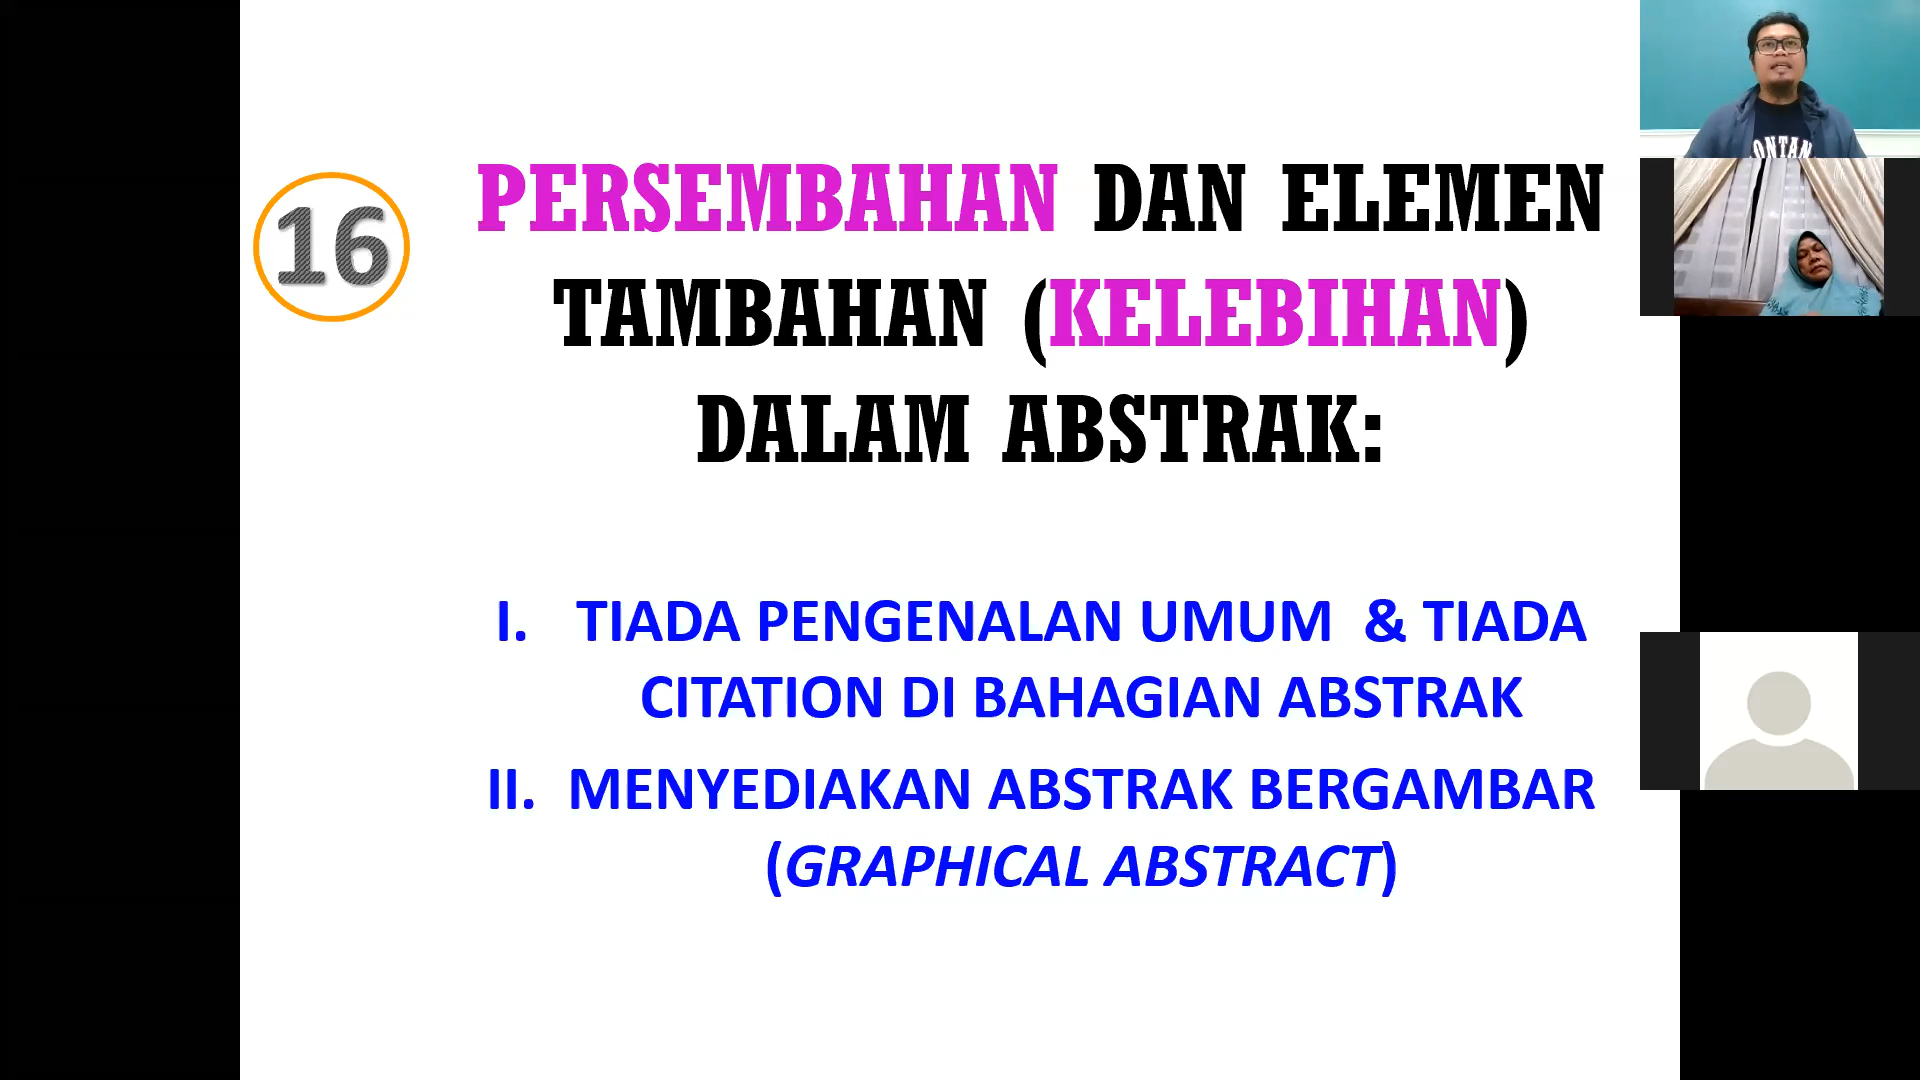 16
PERSEMBAHAN DAN ELEMEN
TAMBAHAN (KELEBIHAN)
DALAM ABSTRAK:
I. TIADA PENGENALAN UMUM & TIADA
CITATION DI BAHAGIAN ABSTRAK
II. MENYEDIAKAN ABSTRAK BERGAMBAR
(GRAPHICAL ABSTRACT)